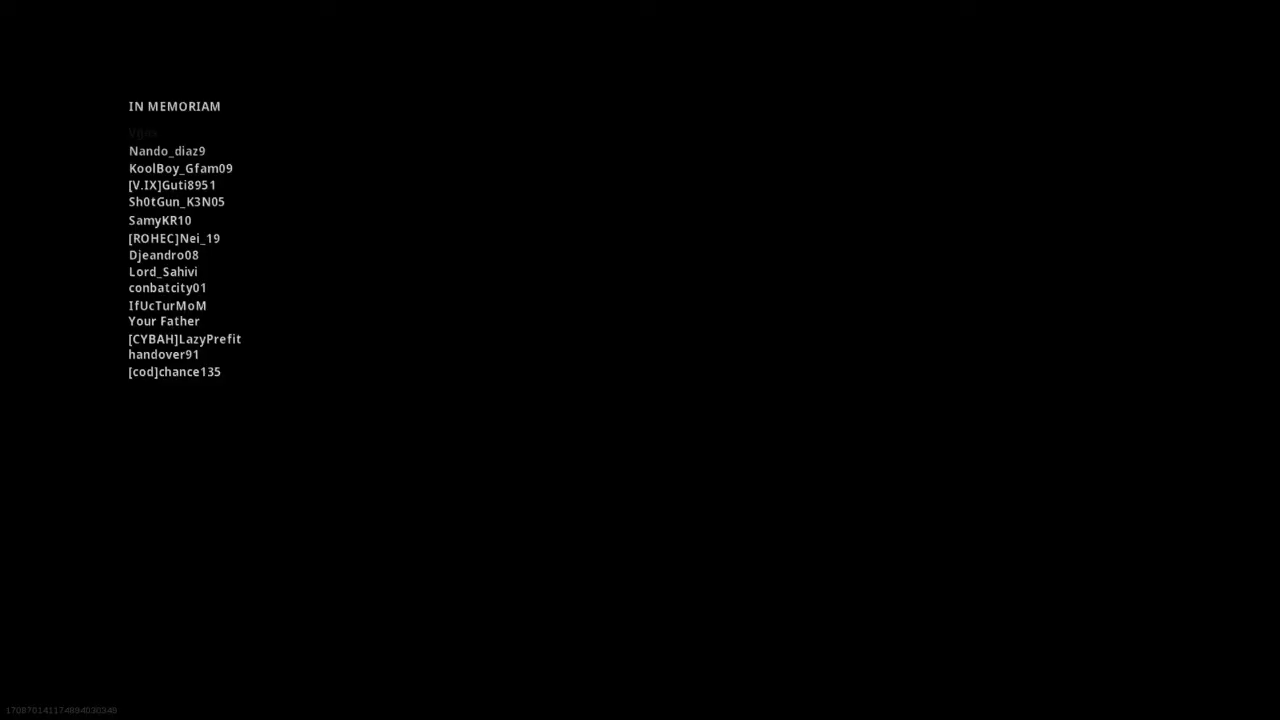 IN MEMORIAM
Nando_diaz9
KoolBoy_Gfam09
[V.IX]Guti8951
Sh0tGun_K3N05
SamyKR10
[ROHEC]Nei_19
Djeandro08
Lord_Sahivi
conbatcity01
IfUcTurMoM
Your Father
[CYBAH]LazyPrefit
handover91
[cod]chance135